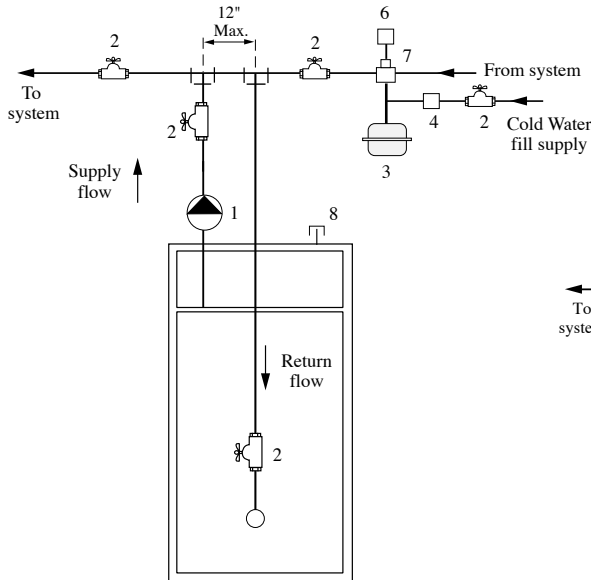 12"
Max.
6
2
2
7
From system
To
system
2
4
2
Cold Water
fill supply
3
Supply
flow
1
8
To
syste
Return
flow
2